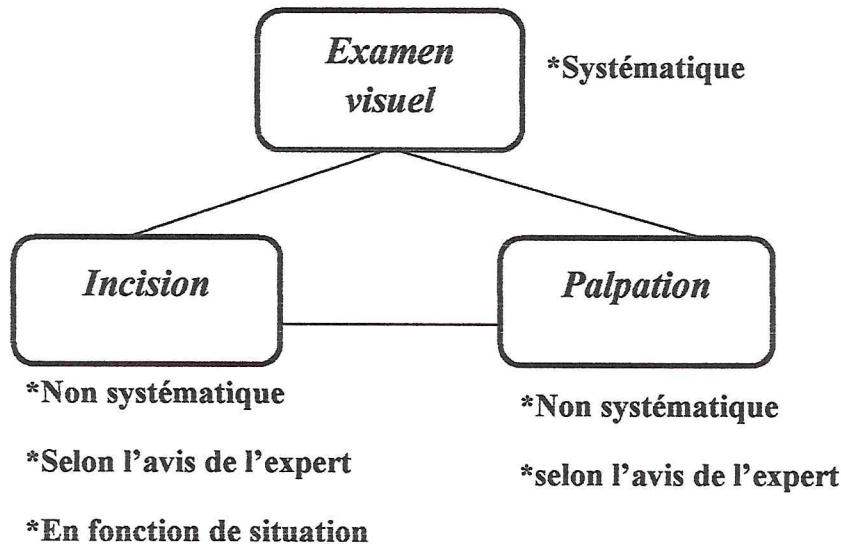 Examen
visuel
*Systématique
Incision
*Non systématique
*Selon l'avis de l'expert
*En fonction de situation
Palpation
*Non systématique
*selon l'avis de l'expert